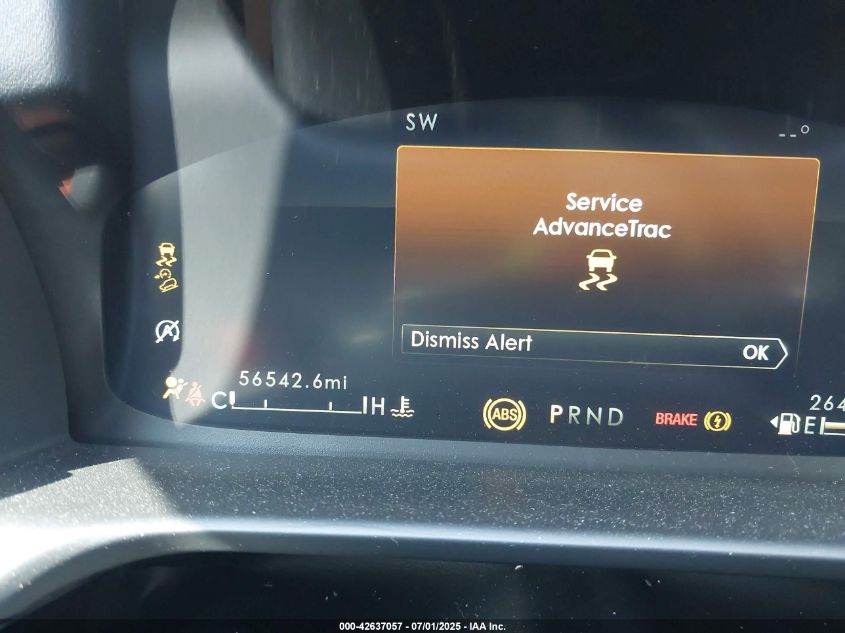 SW
--°
Service
AdvanceTrac
Dismiss Alert
OK
56542.6mi
C H
ABS
PRND
BRAKE
264
E
000-42637057 - 07/01/2025 - IAA Inc.